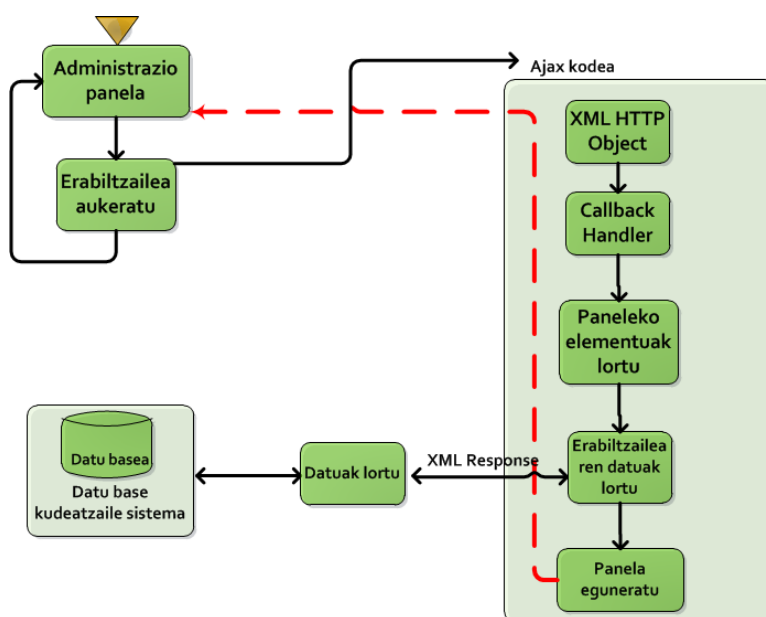 Administrazio
panela
Erabiltzailea
aukeratu
Ajax kodea
XML HTTP
Object
Callback
Handler
Paneleko
elementuak
lortu
Erabiltzailea
ren datuak
lortu
Panela
eguneratu
XML Response
Datuak lortu
Datu basea
Datu base
kudeatzaile sistema